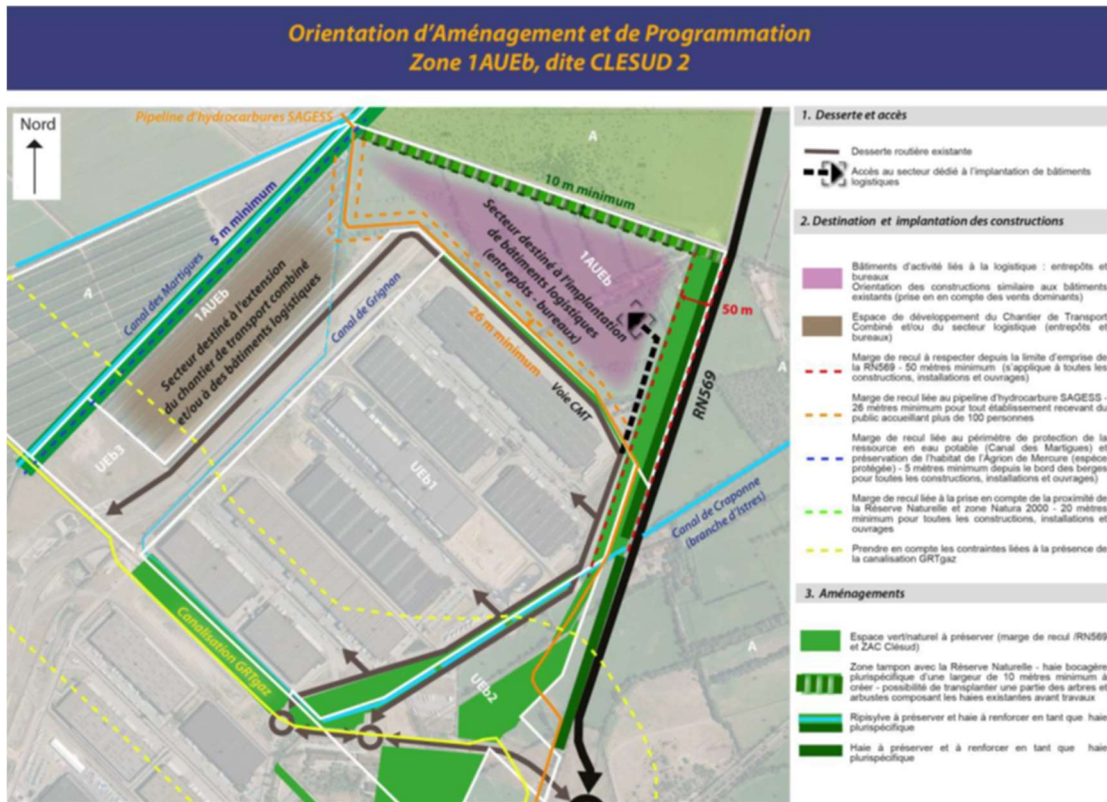 Orientation d'Aménagement et de Programmation
Zone 1AUEb, dite CLESUD 2
Nord
Pipeline d'hydrocarbures SAGESS
A
10 m minimum
5 m minimum
Canal des Martigues
A
1AUEb
Secteur destiné à l'extension
du chantier de transport combiné
et/ou à des bâtiments logistiques
Canal de Grignan
Secteur destiné à l'implantation
de bâtiments logistiques
(entrepôts - bureaux)
1AUEb
50 m
26 m minimum
Voie CMT
RN569
A
UEb3
UEb1
Canal de Craponne
(branche d'Istres)
Canalisation GRTgaz
UEb2
A
1. Desserte et accès
Desserte routière existante
Accès au secteur dédié à l'implantation de bâtiments
logistiques
2. Destination et implantation des constructions
Bâtiments d'activité liés à la logistique : entrepôts et
bureaux
Orientation des constructions similaire aux bâtiments
existants (prise en en compte des vents dominants)
Espace de développement du Chantier de Transport
Combiné et/ou du secteur logistique (entrepôts et
bureaux)
Marge de recul à respecter depuis la limite d'emprise de
la RN569 - 50 mètres minimum (s'applique à toutes les
constructions, installations et ouvrages)
Marge de recul liée au pipeline d'hydrocarbure SAGESS -
26 mètres minimum pour tout établissement recevant du
public accueillant plus de 100 personnes
Marge de recul liée au périmètre de protection de la
ressource en eau potable (Canal des Martigues) et
préservation de l'habitat de l'Agrion de Mercure (espèce
protégée) - 5 mètres minimum depuis le bord des berges
pour toutes les constructions, installations et ouvrages)
Marge de recul liée à la prise en compte de la proximité de
la Réserve Naturelle et zone Natura 2000 - 20 mètres
minimum pour toutes les constructions, installations et
ouvrages
Prendre en compte les contraintes liées à la présence de
la canalisation GRTgaz
3. Aménagements
Espace vert/naturel à préserver (marge de recul /RN569
et ZAC Clésud)
Zone tampon avec la Réserve Naturelle - haie bocagère
plurispécifique d'une largeur de 10 mètres minimum à
créer - possibilité de transplanter une partie des arbres et
arbustes composant les haies existantes avant travaux
Ripisylve à préserver et haie à renforcer en tant que haie
plurispécifique
Haie à préserver et à renforcer en tant que haie
plurispécifique